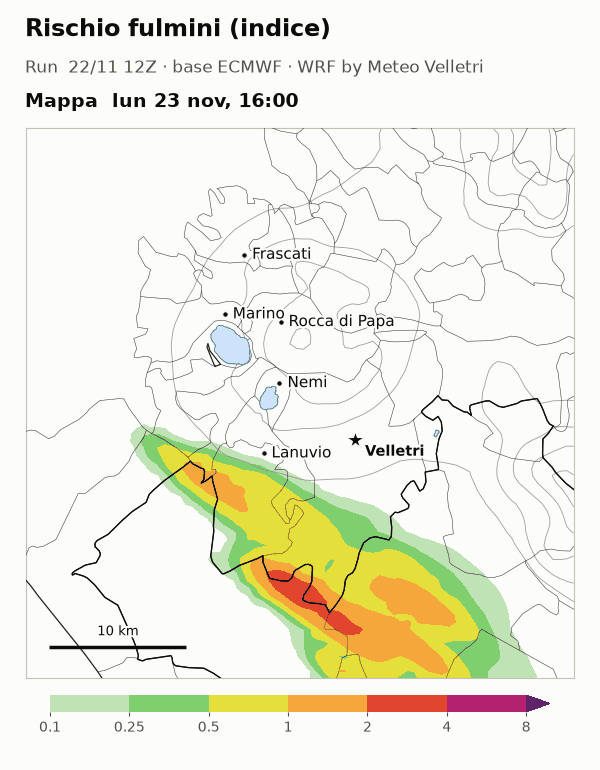 Rischio fulmini (indice)
Run  22/11 12Z · base ECMWF · WRF by Meteo Velletri
Mappa  lun 23 nov, 16:00
Frascati
Marino
Rocca di Papa
Nemi
Velletri
Lanuvio
10 km
0.1 0.25 0.5 1 2 4 8